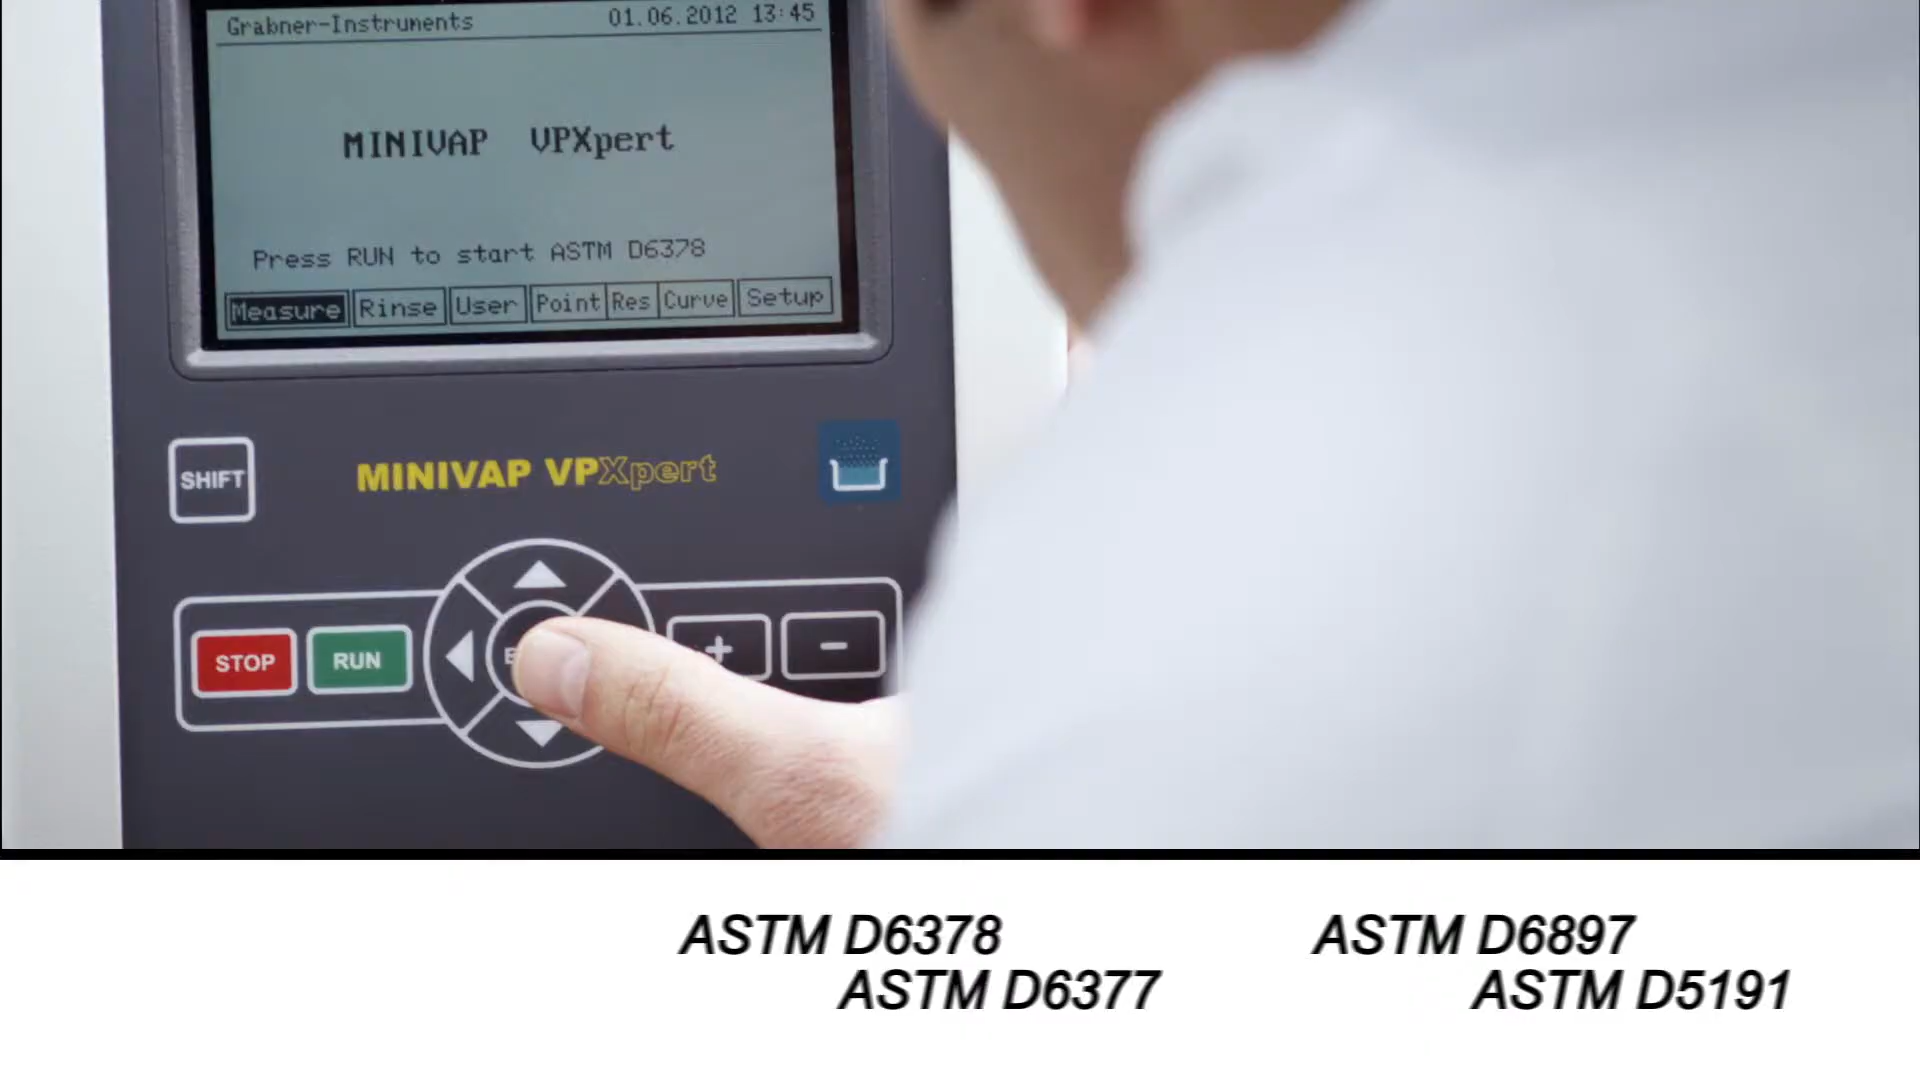 Grabner-Instruments 01.06.2012 13:45
MINIVAP VPXpert
Press RUN to start ASTM D6378
Measure Rinse User Point Res Curve Setup
SHIFT
MINIVAP VPXpert
STOP RUN + -
ASTM D6378 ASTM D6897
ASTM D6377 ASTM D5191